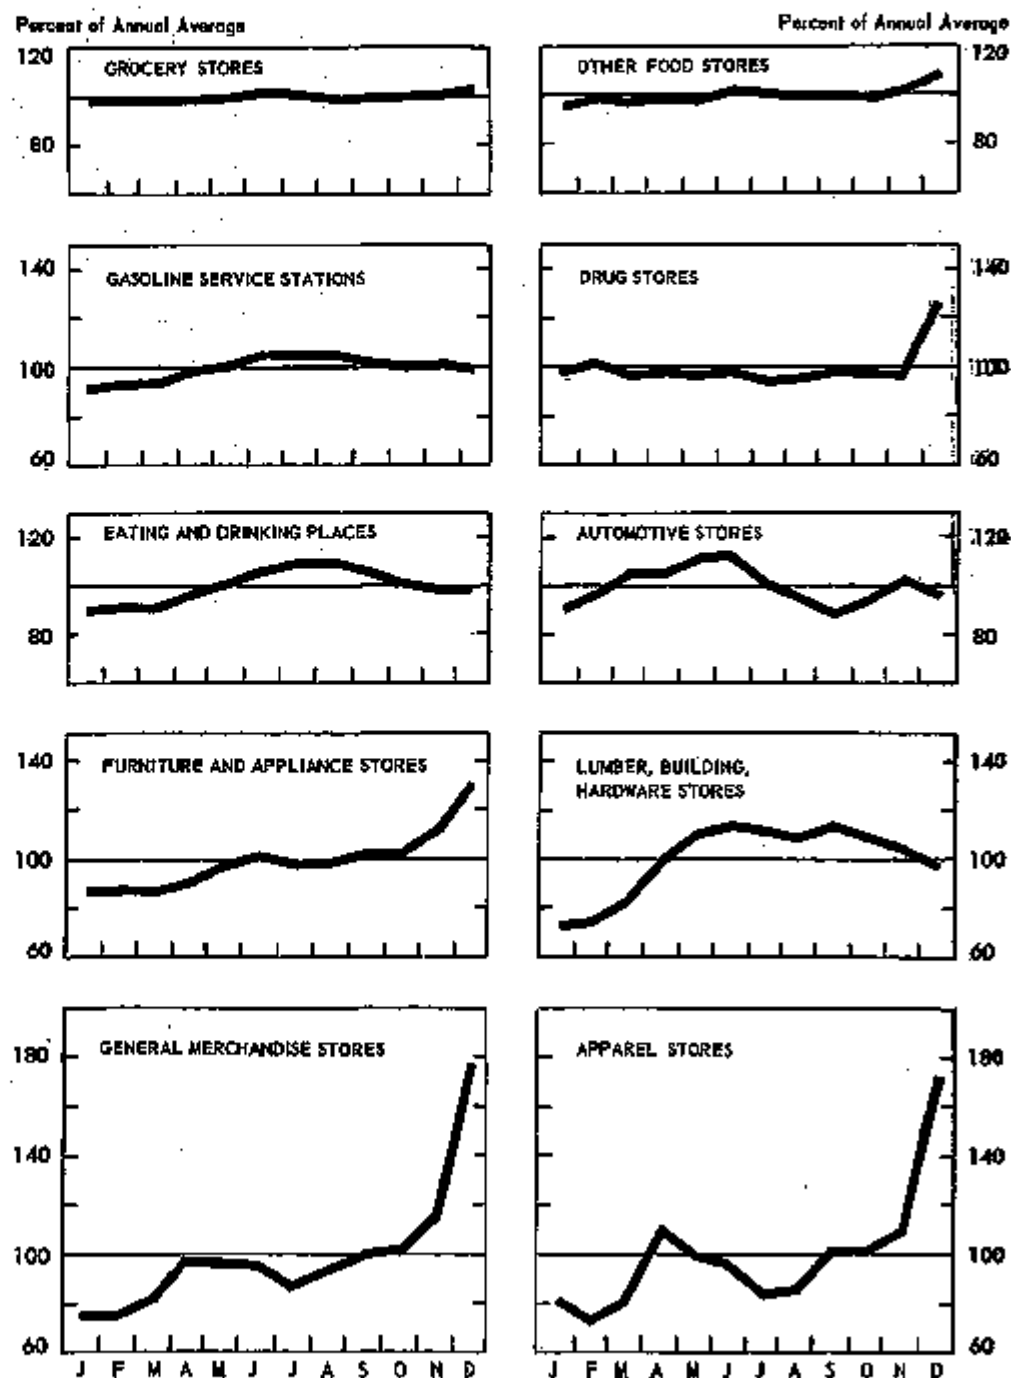 Percent of Annual Average
Percent of Annual Average
120
GROCERY STORES
80
OTHER FOOD STORES
120
80
140
GASOLINE SERVICE STATIONS
100
60
DRUG STORES
140
100
60
120
EATING AND DRINKING PLACES
80
AUTOMOTIVE STORES
120
80
140
FURNITURE AND APPLIANCE STORES
100
60
LUMBER, BUILDING,
HARDWARE STORES
140
100
60
180
GENERAL MERCHANDISE STORES
140
100
60
J F M A M J J A S O N D
APPAREL STORES
180
140
100
60
J F M A M J J A S O N D